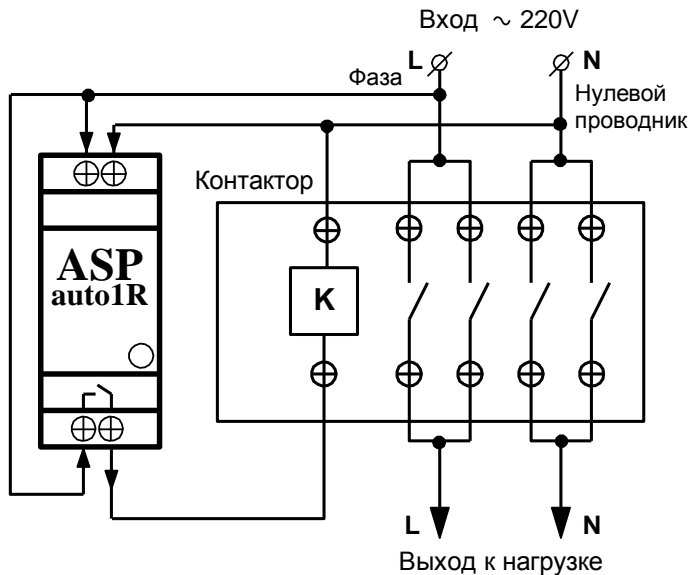 Вход ~ 220V
L
N
Фаза
Нулевой
проводник
Контактор
ASP
auto1R
K
L
N
Выход к нагрузке